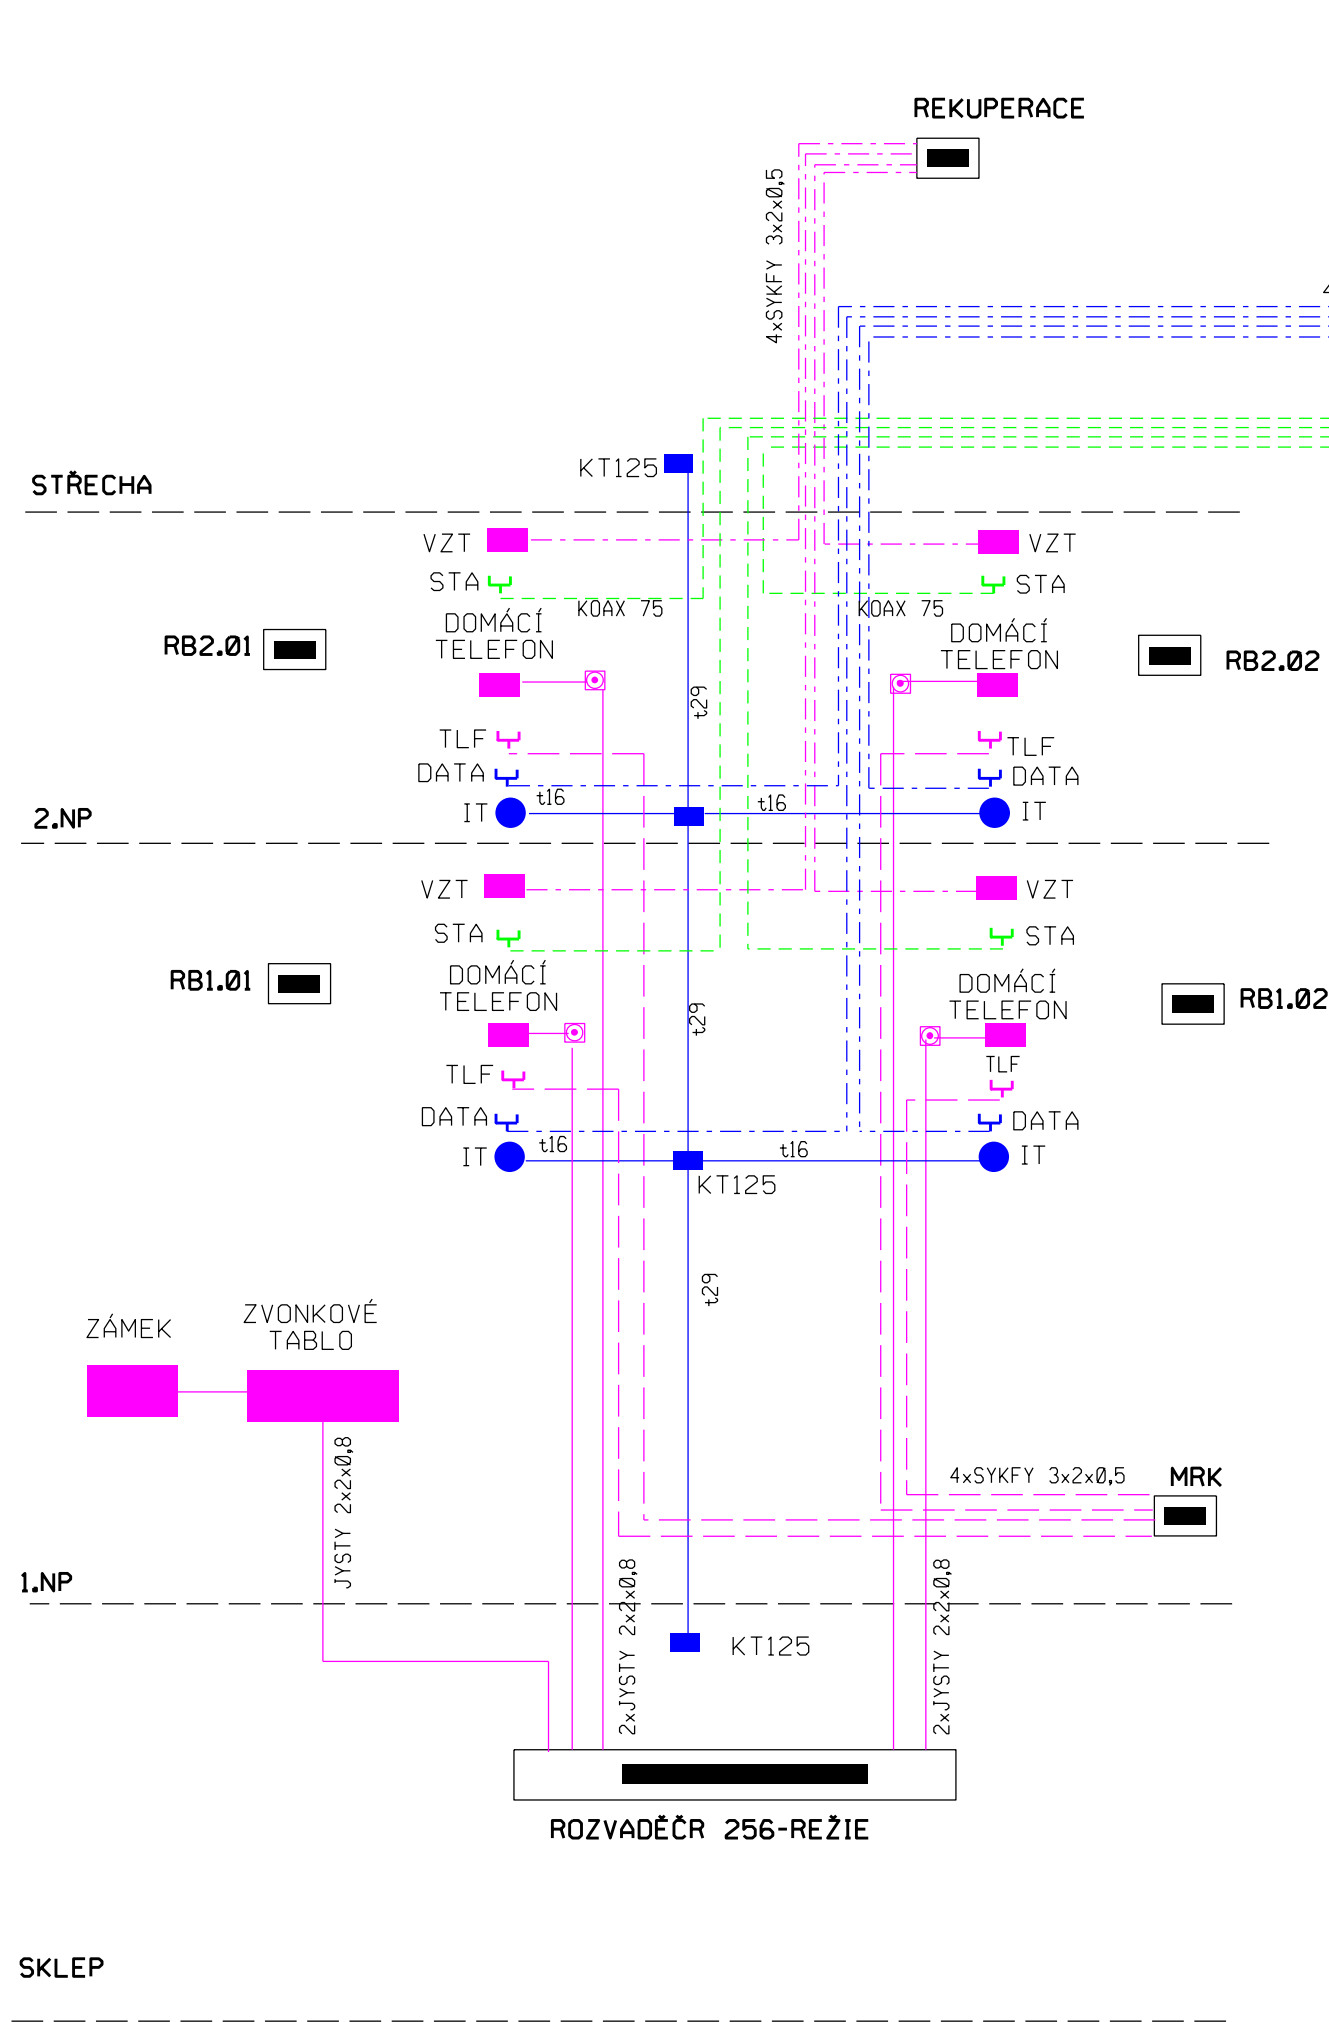 REKUPERACE
4xSYKFY 3x2x0,5
KT125
STŘECHA
VZT
VZT
STA
STA
KOAX 75
KOAX 75
DOMÁCÍ
TELEFON
DOMÁCÍ
TELEFON
RB2.01
RB2.02
t29
TLF
TLF
DATA
DATA
t16
t16
IT
IT
2.NP
VZT
VZT
STA
STA
DOMÁCÍ
TELEFON
DOMÁCÍ
TELEFON
RB1.01
RB1.02
t29
TLF
TLF
DATA
DATA
t16
t16
IT
IT
KT125
t29
ZÁMEK
ZVONKOVÉ
TABLO
JYSTY 2x2x0,8
4xSYKFY 3x2x0,5
MRK
1.NP
2xJYSTY 2x2x0,8
2xJYSTY 2x2x0,8
KT125
ROZVADĚČR 256-REŽIE
SKLEP